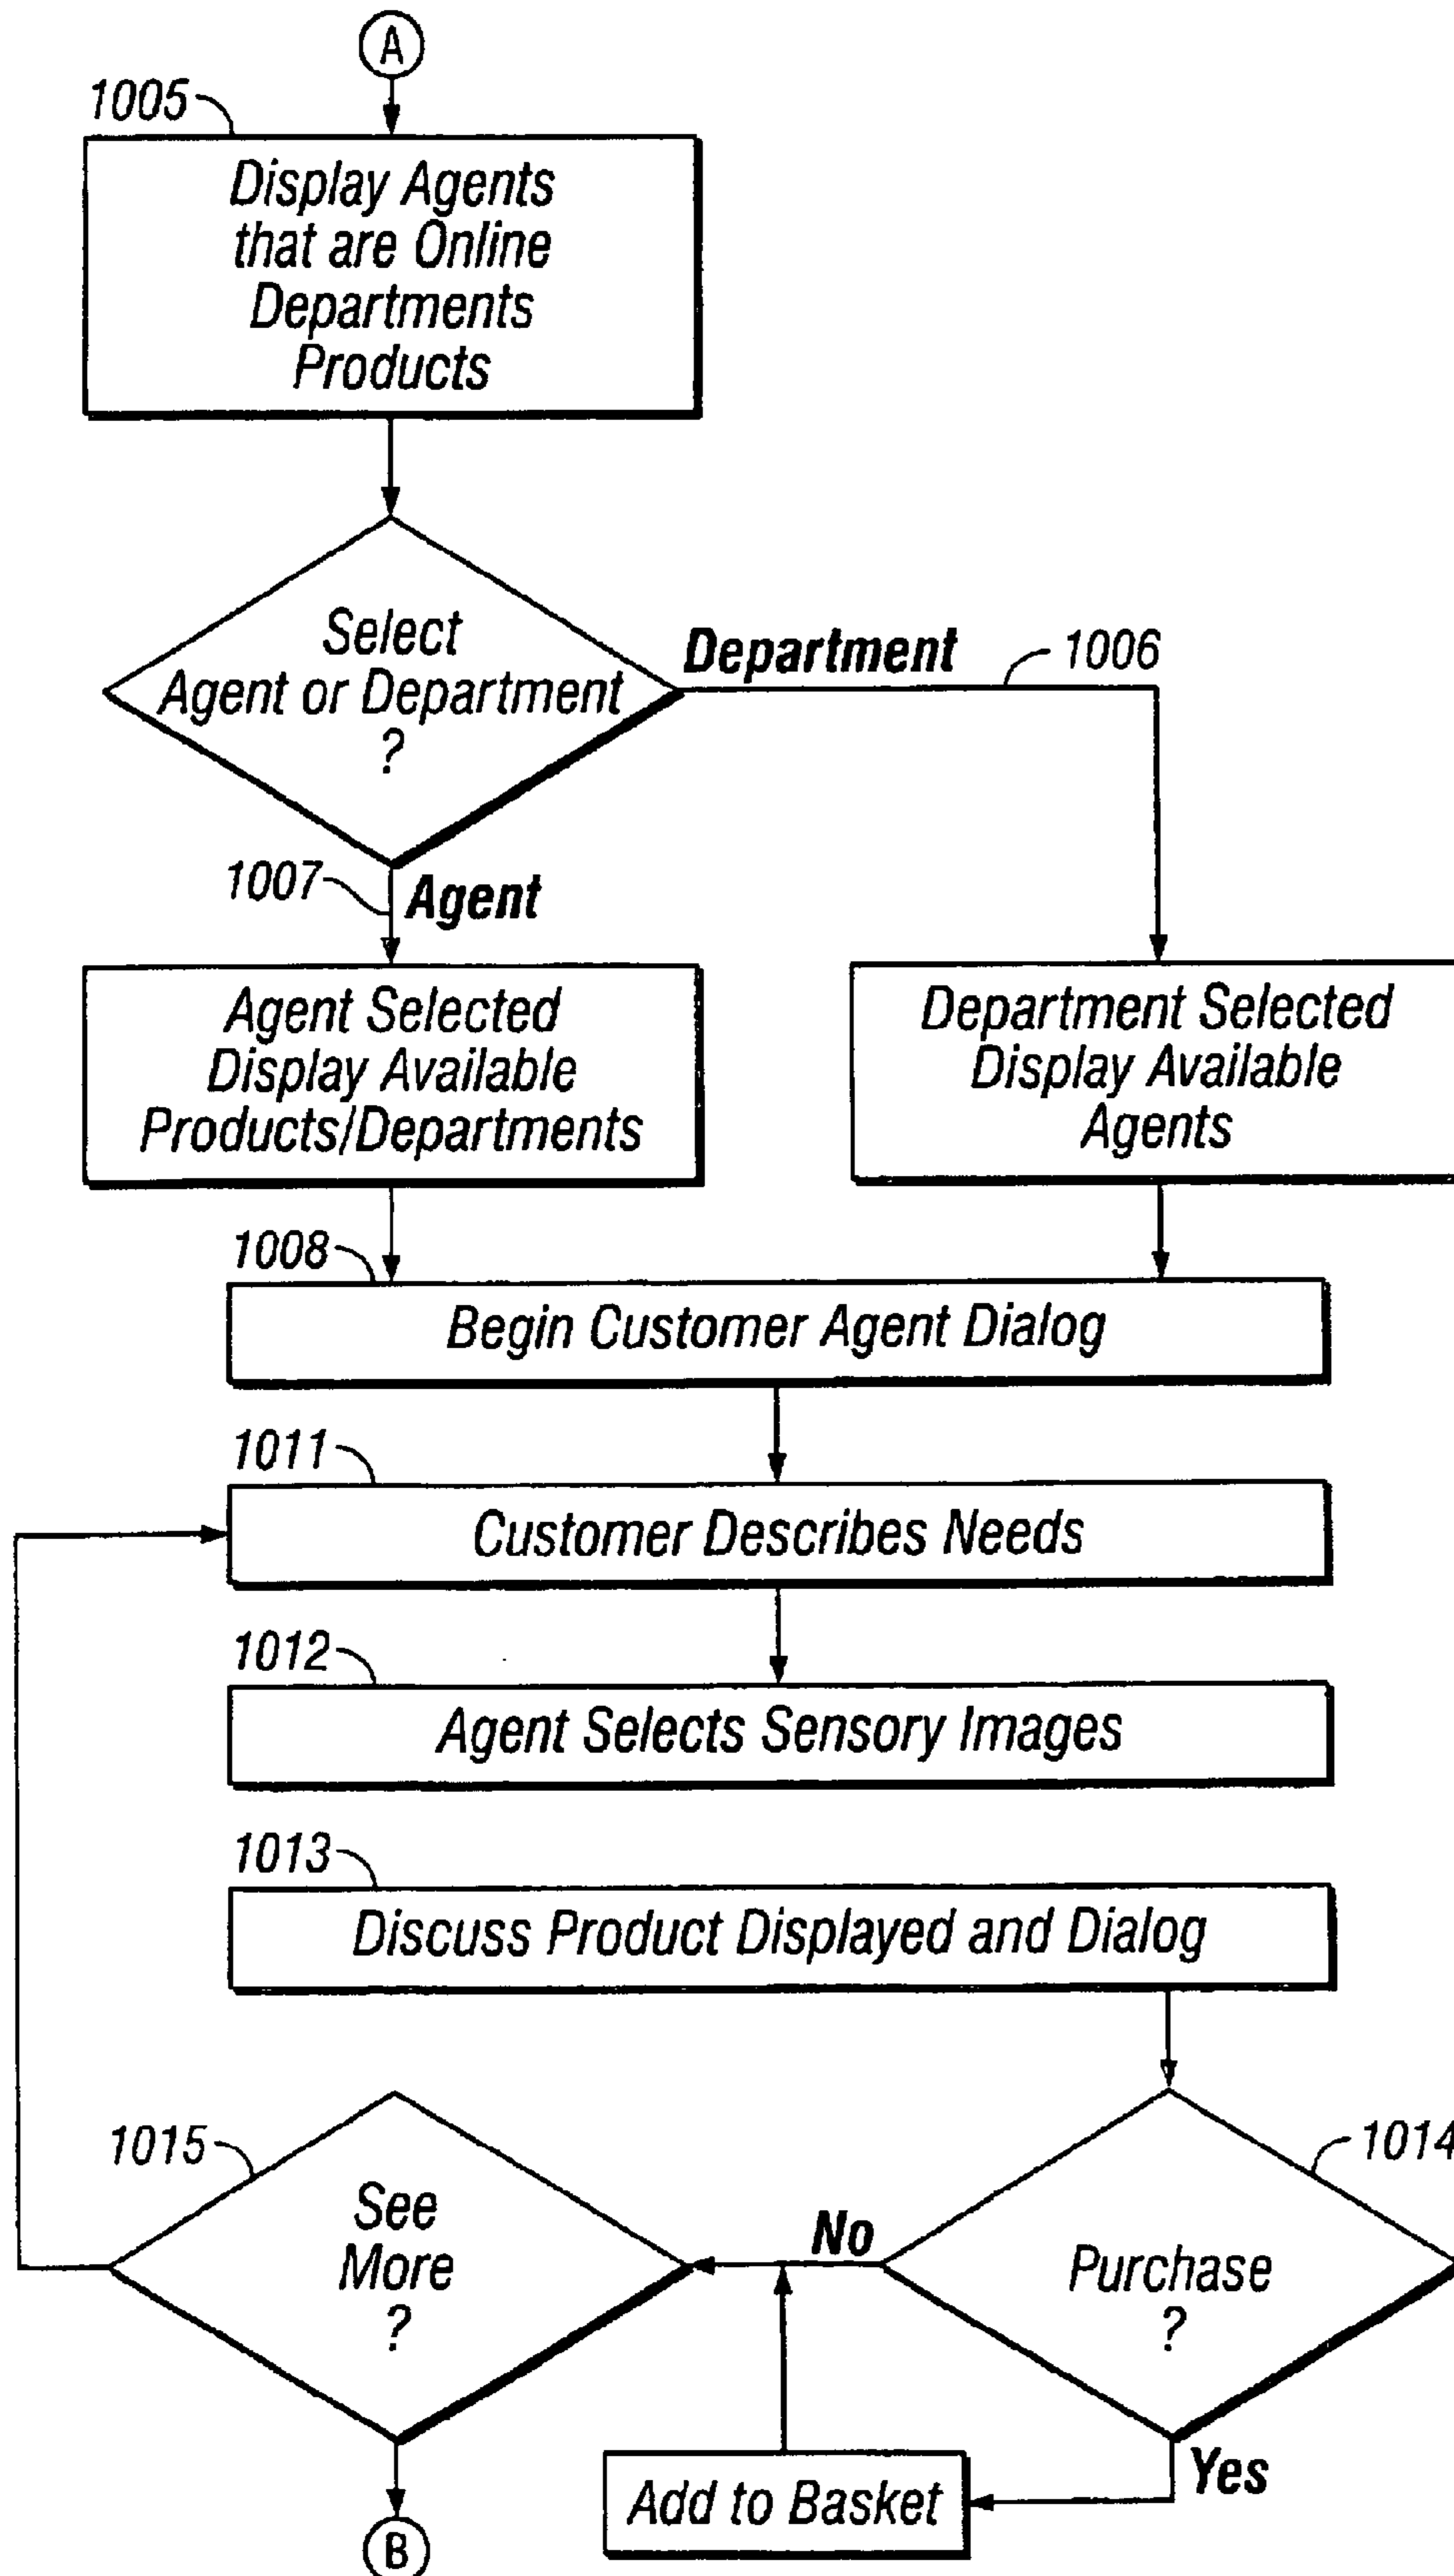 A
1005
Display Agents
that are Online
Departments
Products
Select
Agent or Department
?
Department
1006
1007
Agent
Agent Selected
Display Available
Products/Departments
Department Selected
Display Available
Agents
1008
Begin Customer Agent Dialog
1011
Customer Describes Needs
1012
Agent Selects Sensory Images
1013
Discuss Product Displayed and Dialog
1015
See
More
?
No
1014
Purchase
?
Yes
Add to Basket
B